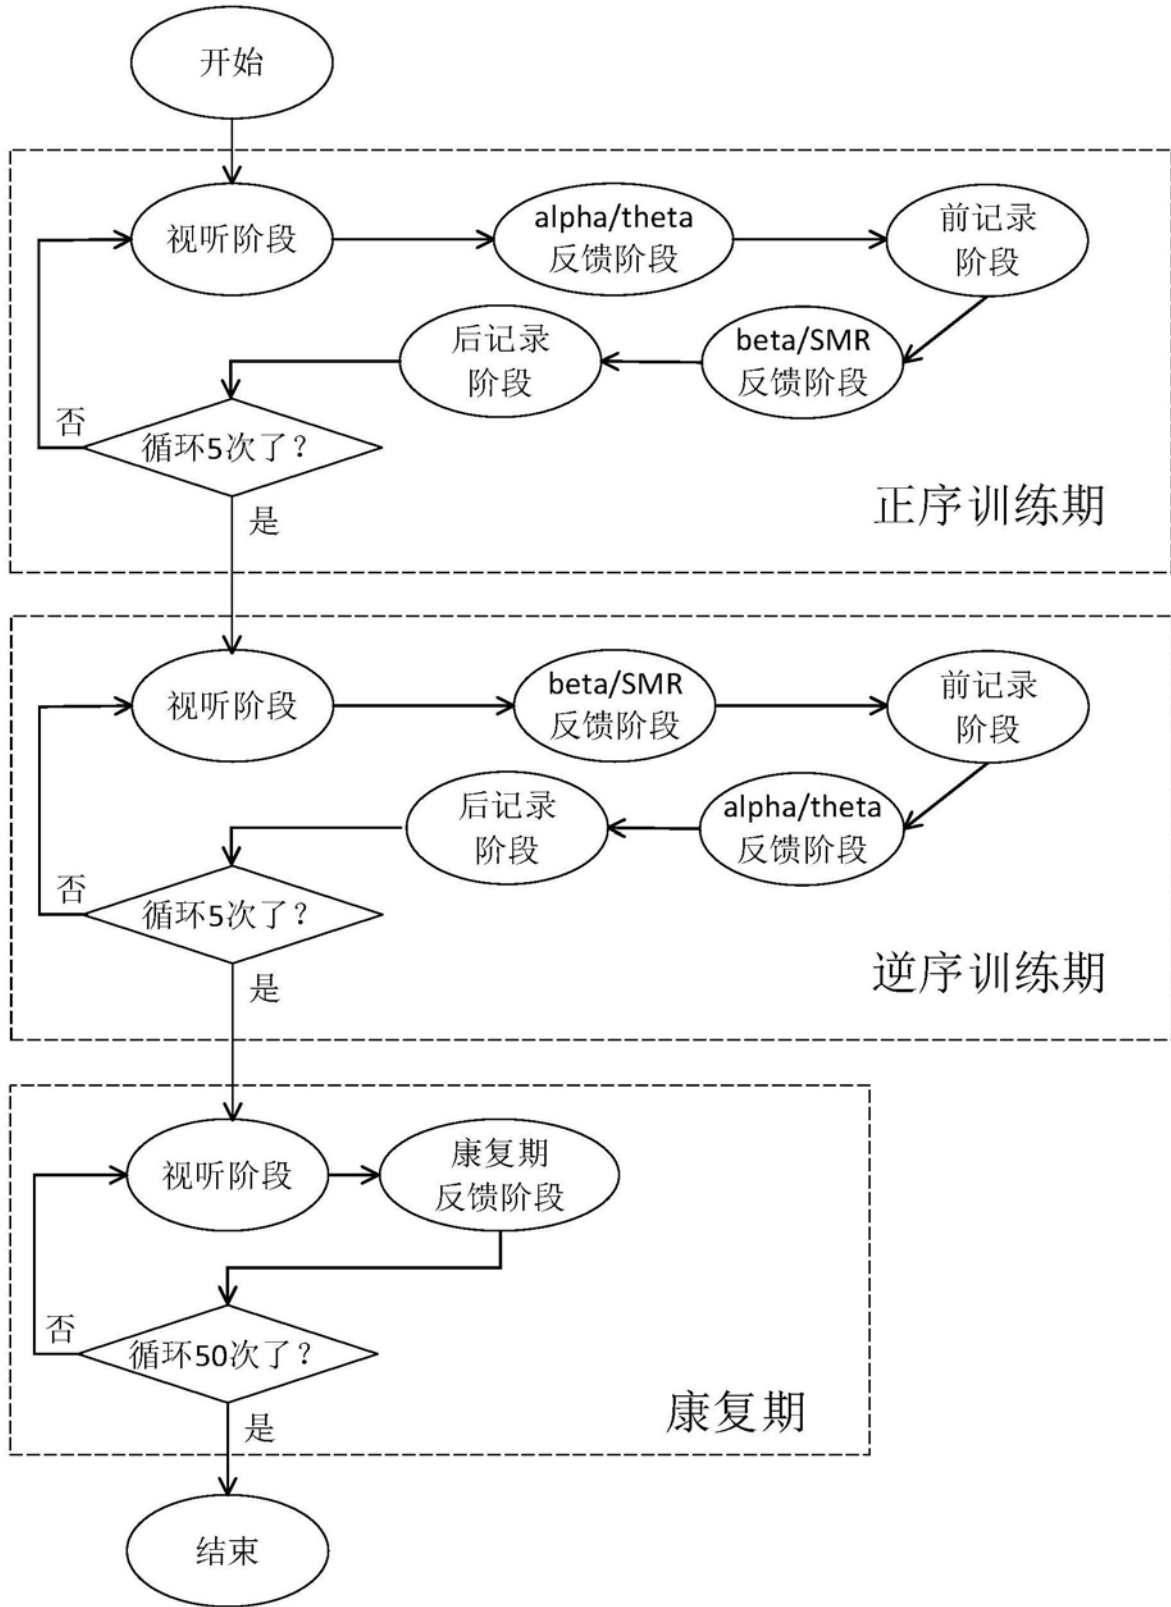 开始
视听阶段
alpha/theta
反馈阶段
前记录
阶段
beta/SMR
反馈阶段
后记录
阶段
循环5次了？
否
是
正序训练期
视听阶段
beta/SMR
反馈阶段
前记录
阶段
alpha/theta
反馈阶段
后记录
阶段
循环5次了？
否
是
逆序训练期
视听阶段
康复期
反馈阶段
循环50次了？
否
是
康复期
结束